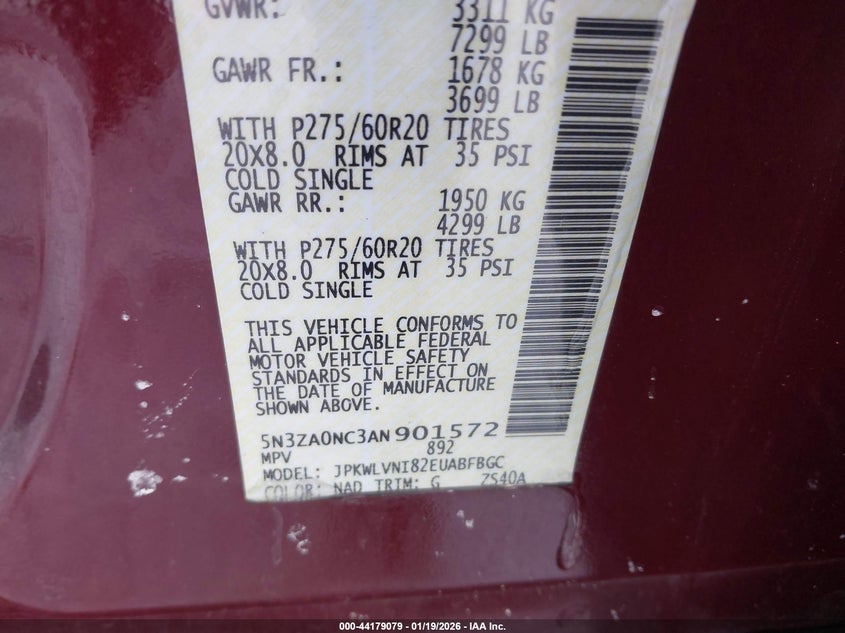 GVWR: 3311 KG
7299 LB
GAWR FR.: 1678 KG
3699 LB
WITH P275/60R20 TIRES
20X8.0 RIMS AT 35 PSI
COLD SINGLE
GAWR RR.: 1950 KG
4299 LB
WITH P275/60R20 TIRES
20X8.0 RIMS AT 35 PSI
COLD SINGLE
THIS VEHICLE CONFORMS TO
ALL APPLICABLE FEDERAL
MOTOR VEHICLE SAFETY
STANDARDS IN EFFECT ON
THE DATE OF MANUFACTURE
SHOWN ABOVE.
5N3ZA0NC3AN901572
MPV 892
MODEL: JPKWLVNI82EUABFBGC
COLOR: NAD TRIM: G ZS40A
000-44179079 - 01/19/2026 - IAA Inc.